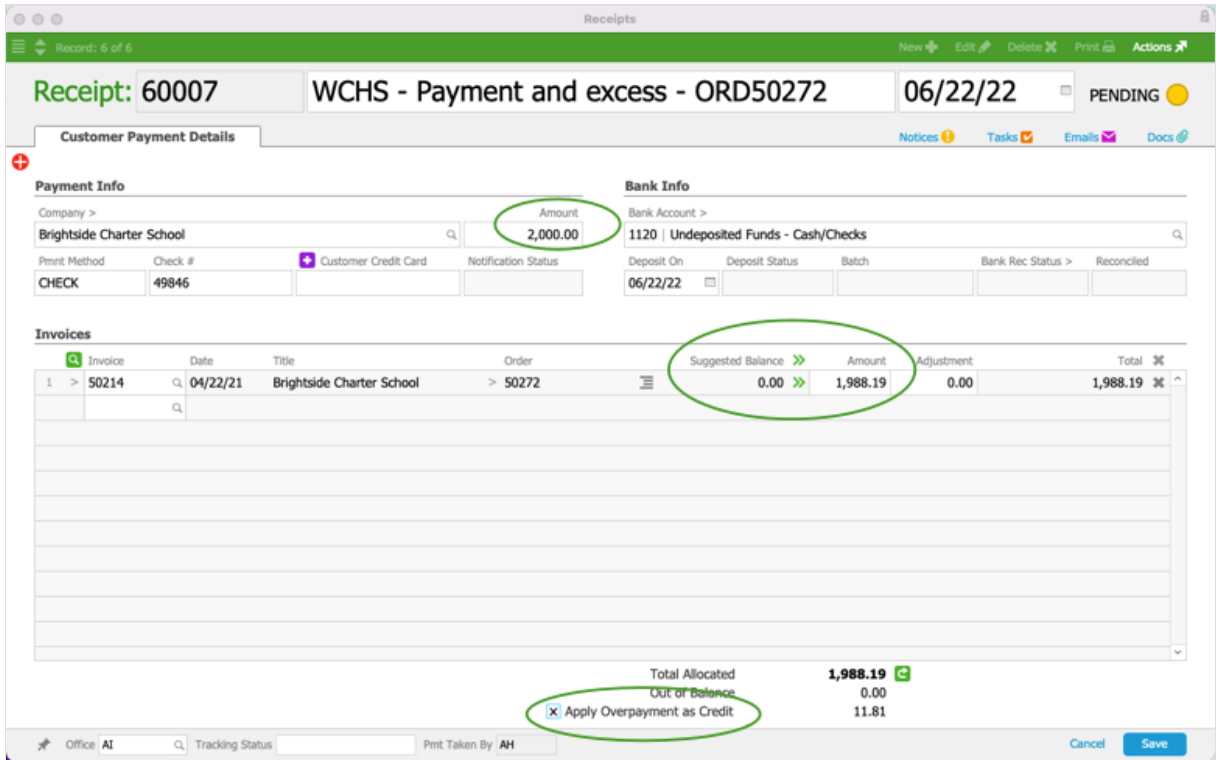 Receipts
Record: 6 of 6 New Edit Delete Print Actions
Receipt: 60007 WCHS - Payment and excess - ORD50272 06/22/22 PENDING
Customer Payment Details Notices Tasks Emails Docs
Payment Info Bank Info
Company > Amount Bank Account >
Brightside Charter School 2,000.00 1120 | Undeposited Funds - Cash/Checks
Pmnt Method Check # Customer Credit Card Notification Status Deposit On Deposit Status Batch Bank Rec Status > Reconciled
CHECK 49846 06/22/22
Invoices
Invoice Date Title Order Suggested Balance Amount Adjustment Total
1 > 50214 04/22/21 Brightside Charter School > 50272 0.00 1,988.19 0.00 1,988.19
Total Allocated 1,988.19
Out of Balance 0.00
Apply Overpayment as Credit 11.81
Office AI Tracking Status Pmt Taken By AH Cancel Save